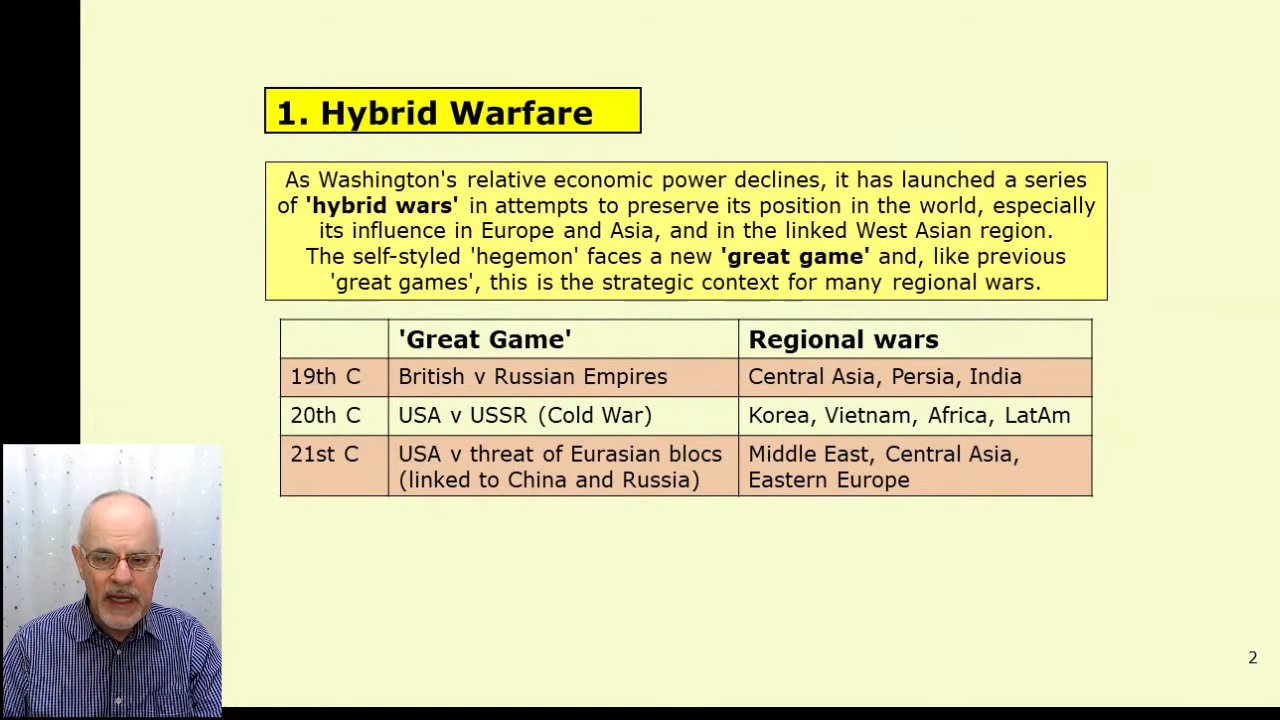 1. Hybrid Warfare
As Washington's relative economic power declines, it has launched a series
of 'hybrid wars' in attempts to preserve its position in the world, especially
its influence in Europe and Asia, and in the linked West Asian region.
The self-styled 'hegemon' faces a new 'great game' and, like previous
'great games', this is the strategic context for many regional wars.
'Great Game' Regional wars
19th C British v Russian Empires Central Asia, Persia, India
20th C USA v USSR (Cold War) Korea, Vietnam, Africa, LatAm
21st C USA v threat of Eurasian blocs Middle East, Central Asia,
(linked to China and Russia) Eastern Europe
2